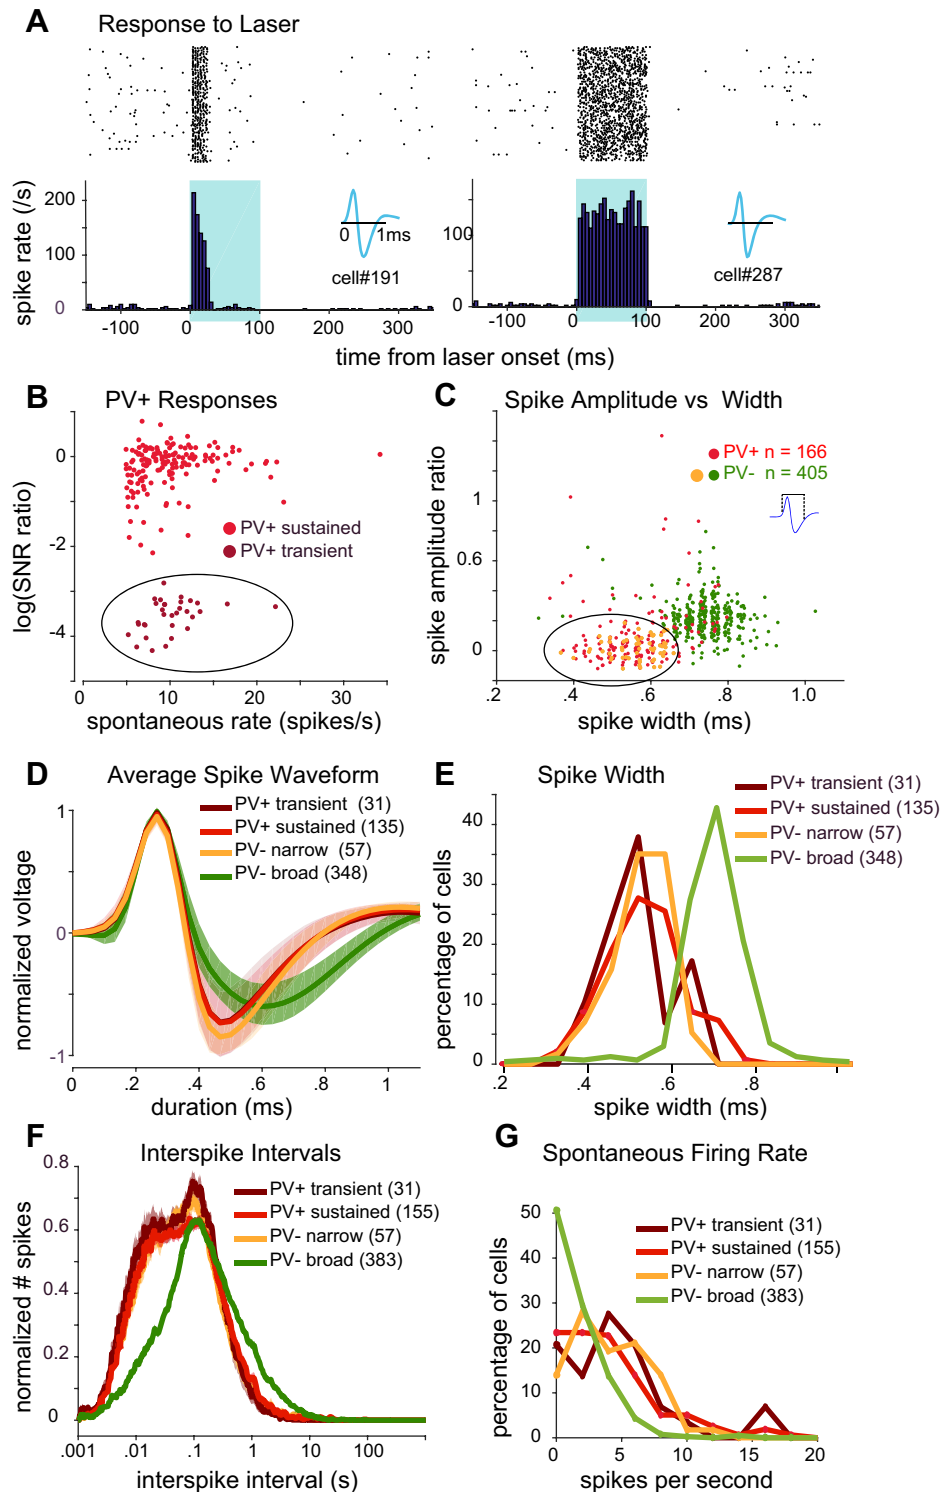 A Response to Laser
spike rate (/s)
200
100
0
0 1ms
cell#191
-100 0 100 200 300
100
0
cell#287
-100 0 100 200 300
time from laser onset (ms)
B PV+ Responses
log(SNR ratio)
0
-2
-4
PV+ sustained
PV+ transient
0 10 20 30
spontaneous rate (spikes/s)
C Spike Amplitude vs Width
spike amplitude ratio
1
0.6
0
PV+ n = 166
PV- n = 405
0.2 .4 .6 .8 1.0
spike width (ms)
D Average Spike Waveform
normalized voltage
1
0
-1
PV+ transient (31)
PV+ sustained (135)
PV- narrow (57)
PV- broad (348)
0 .2 .4 .6 .8 1
duration (ms)
E Spike Width
percentage of cells
40
30
20
10
0
PV+ transient (31)
PV+ sustained (135)
PV- narrow (57)
PV- broad (348)
.2 .4 .6 .8
spike width (ms)
F Interspike Intervals
normalized # spikes
0.8
0.6
0.4
0.2
0
PV+ transient (31)
PV+ sustained (155)
PV- narrow (57)
PV- broad (383)
.001 .01 .1 1 10 100
interspike interval (s)
G Spontaneous Firing Rate
percentage of cells
50
40
30
20
10
0
PV+ transient (31)
PV+ sustained (155)
PV- narrow (57)
PV- broad (383)
0 5 10 15 20
spikes per second